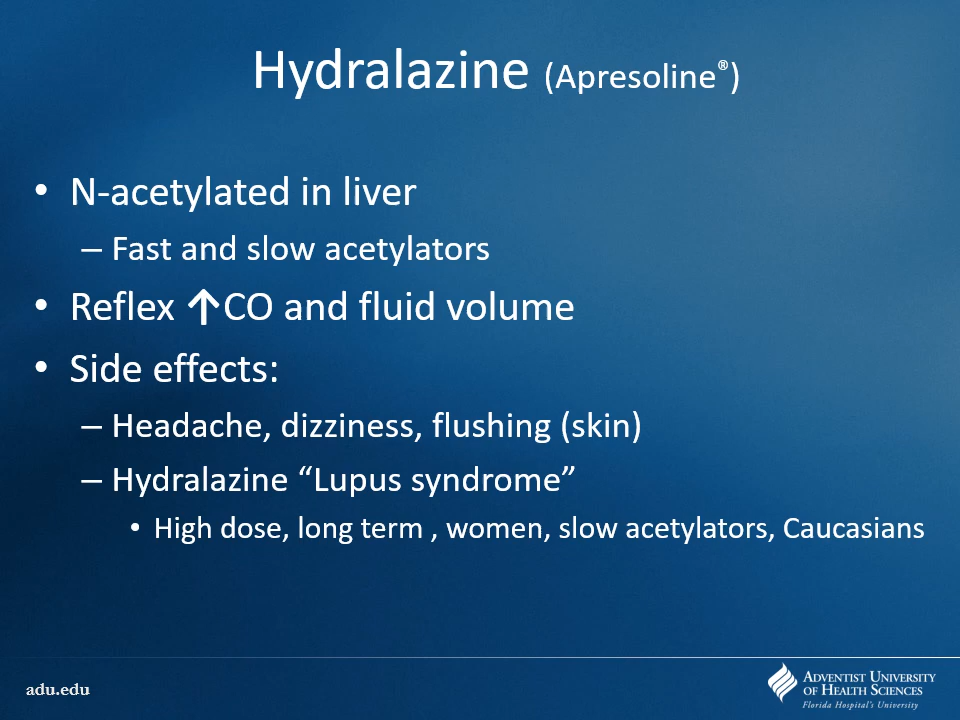 Hydralazine (Apresoline®)
• N-acetylated in liver
– Fast and slow acetylators
• Reflex ↑CO and fluid volume
• Side effects:
– Headache, dizziness, flushing (skin)
– Hydralazine “Lupus syndrome”
• High dose, long term , women, slow acetylators, Caucasians
adu.edu
ADVENTIST UNIVERSITY
OF HEALTH SCIENCES
Florida Hospital's University